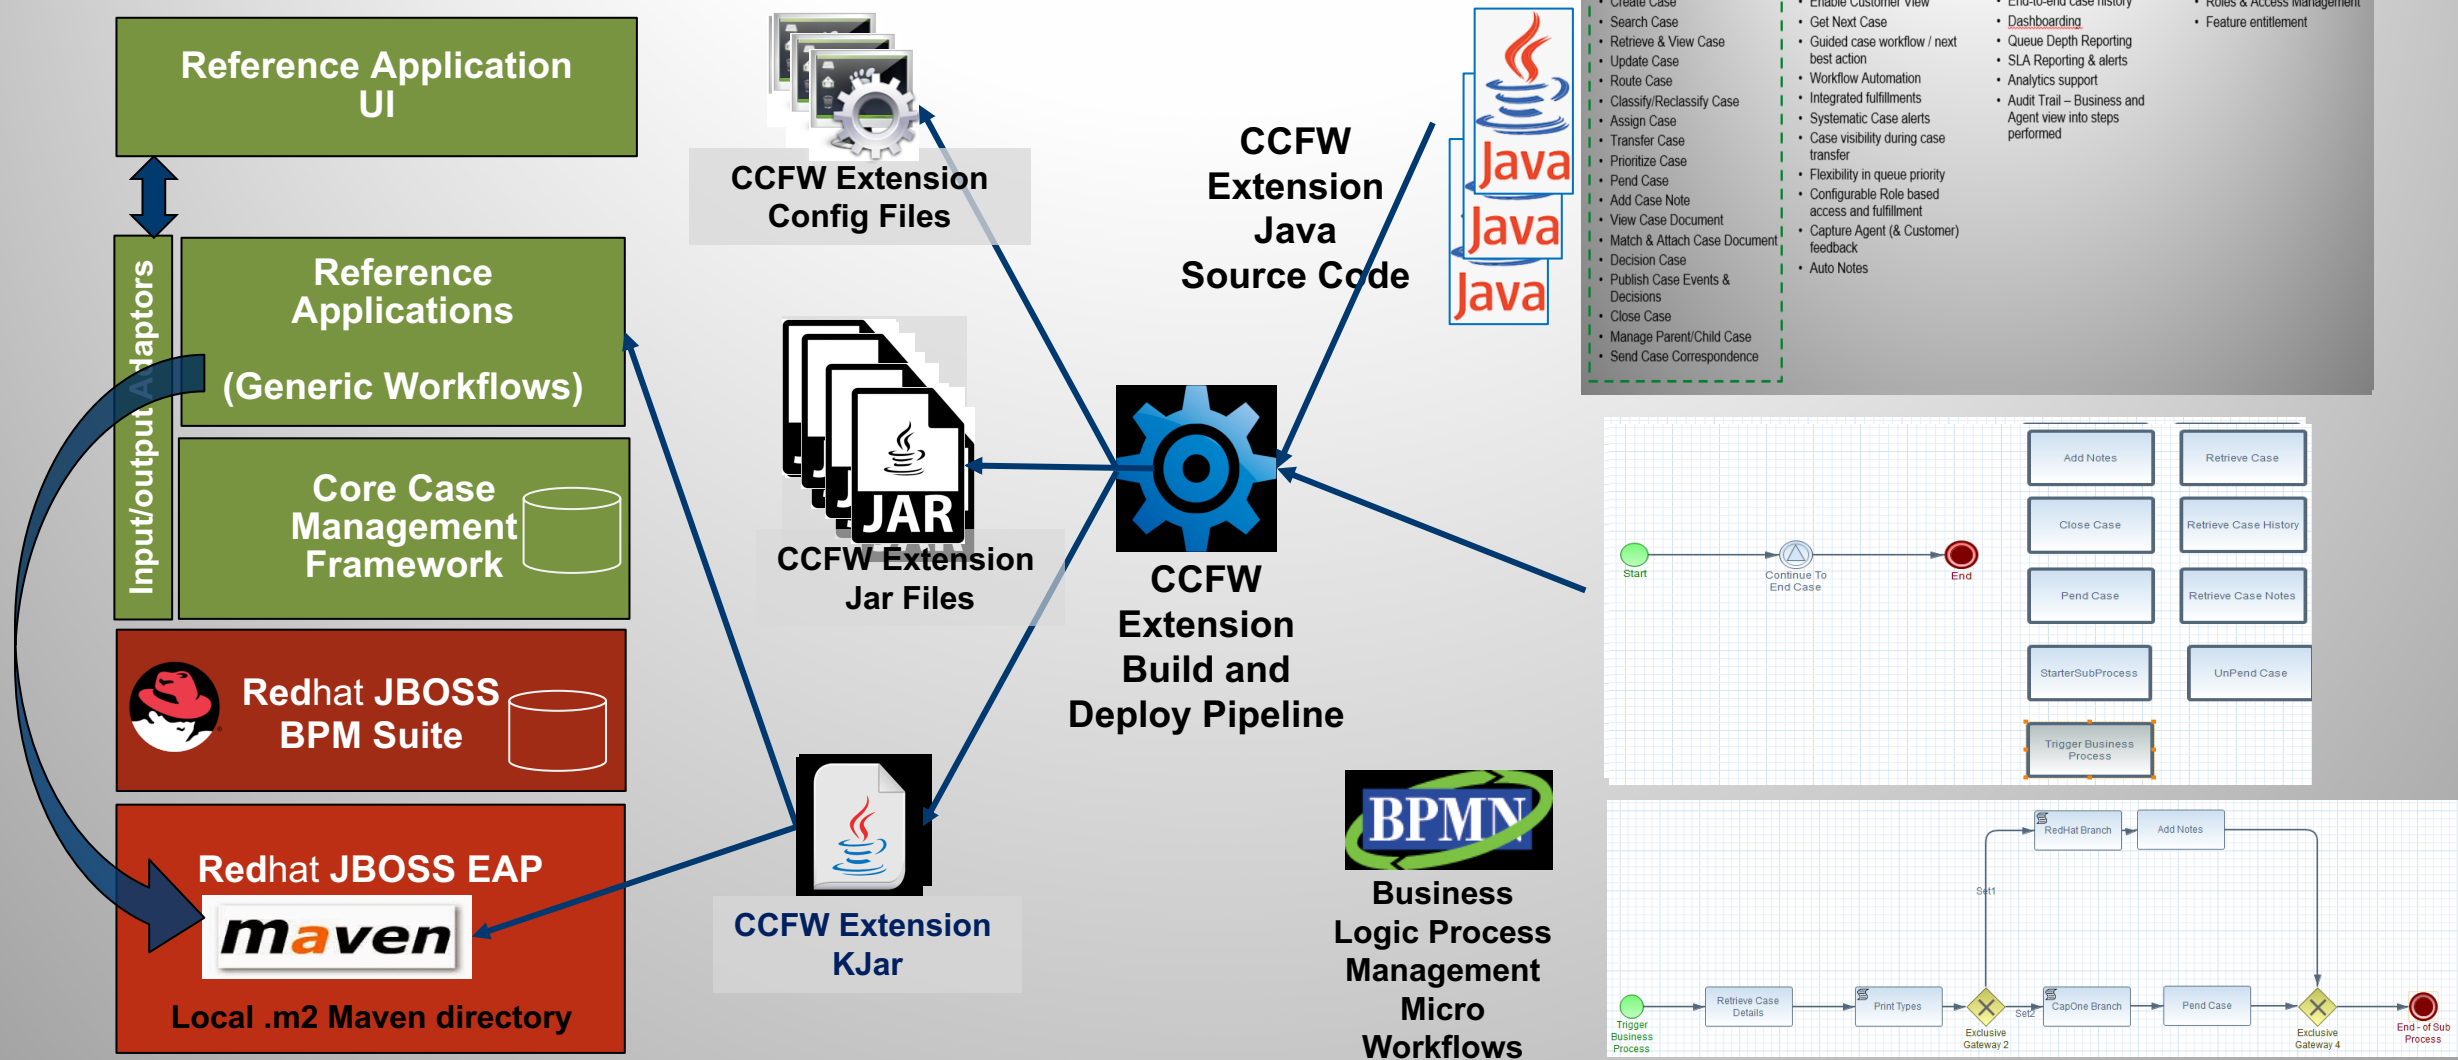 Reference Application
UI
Input/output Adaptors
Reference
Applications
(Generic Workflows)
Core Case
Management
Framework
Redhat JBOSS
BPM Suite
Redhat JBOSS EAP
maven
Local .m2 Maven directory
CCFW Extension
Config Files
JAR
CCFW Extension
Jar Files
CCFW Extension
KJar
CCFW
Extension
Java
Source Code
Java
Java
Java
CCFW
Extension
Build and
Deploy Pipeline
BPMN
Business
Logic Process
Management
Micro
Workflows
• Create Case
• Search Case
• Retrieve & View Case
• Update Case
• Route Case
• Classify/Reclassify Case
• Assign Case
• Transfer Case
• Prioritize Case
• Pend Case
• Add Case Note
• View Case Document
• Match & Attach Case Document
• Decision Case
• Publish Case Events &
Decisions
• Close Case
• Manage Parent/Child Case
• Send Case Correspondence
• Enable Customer View
• Get Next Case
• Guided case workflow / next
best action
• Workflow Automation
• Integrated fulfillments
• Systematic Case alerts
• Case visibility during case
transfer
• Flexibility in queue priority
• Configurable Role based
access and fulfillment
• Capture Agent (& Customer)
feedback
• Auto Notes
• End-to-end case history
• Dashboarding
• Queue Depth Reporting
• SLA Reporting & alerts
• Analytics support
• Audit Trail – Business and
Agent view into steps
performed
• Roles & Access Management
• Feature entitlement
Start
Continue To
End Case
End
Add Notes
Retrieve Case
Close Case
Retrieve Case History
Pend Case
Retrieve Case Notes
StarterSubProcess
UnPend Case
Trigger Business
Process
RedHat Branch
Add Notes
Set1
Trigger
Business
Process
Retrieve Case
Details
Print Types
Exclusive
Gateway 2
Set2
CapOne Branch
Pend Case
Exclusive
Gateway 4
End - of Sub
Process